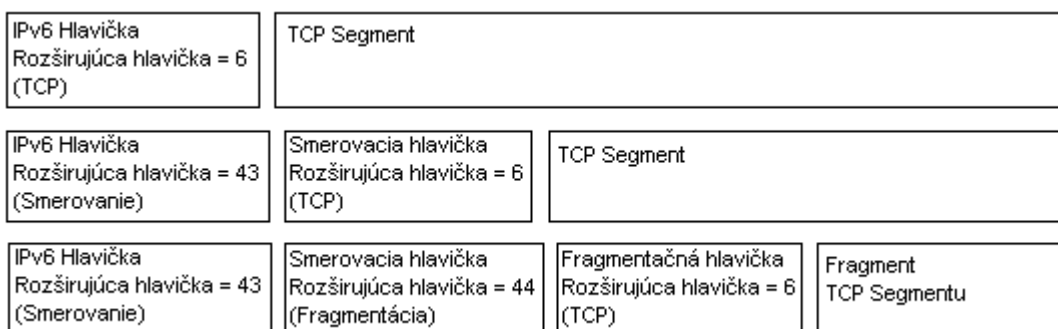 IPv6 Hlavička
Rozširujúca hlavička = 6
(TCP)
TCP Segment
IPv6 Hlavička
Rozširujúca hlavička = 43
(Smerovanie)
Smerovacia hlavička
Rozširujúca hlavička = 6
(TCP)
TCP Segment
IPv6 Hlavička
Rozširujúca hlavička = 43
(Smerovanie)
Smerovacia hlavička
Rozširujúca hlavička = 44
(Fragmentácia)
Fragmentačná hlavička
Rozširujúca hlavička = 6
(TCP)
Fragment
TCP Segmentu